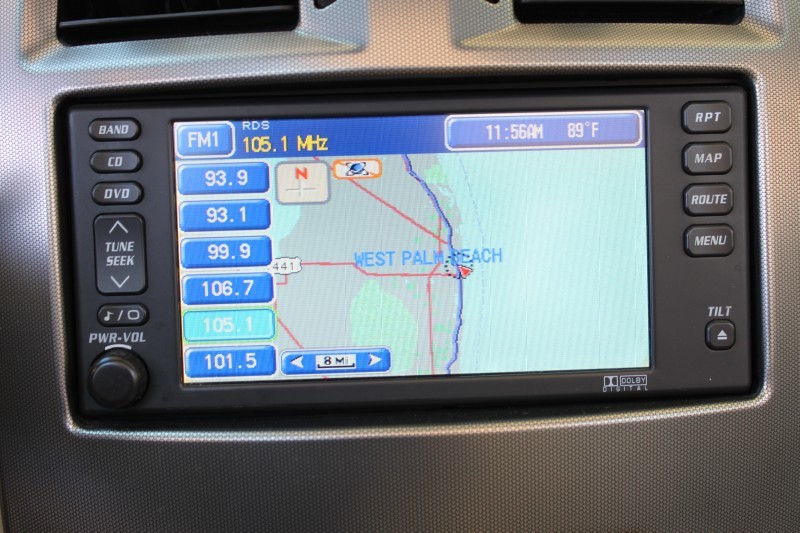 BAND
CD
DVD
TUNE
SEEK
PWR-VOL
FM1
RDS
105.1 MHz
11:56AM 89°F
93.9
93.1
99.9
106.7
105.1
101.5
N
441
WEST PALM BEACH
8 Mi
RPT
MAP
ROUTE
MENU
TILT
DOLBY
DIGITAL